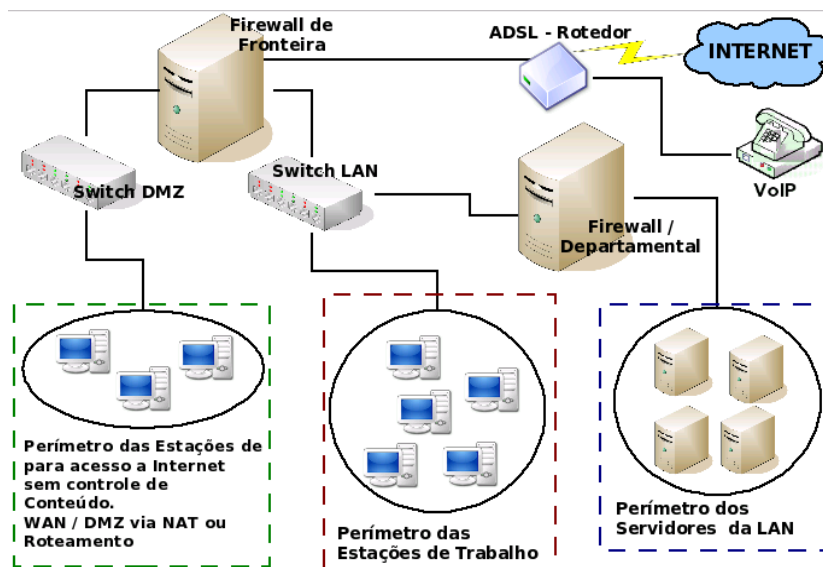 Firewall de
Fronteira
ADSL - Rotedor
INTERNET
Switch DMZ
Switch LAN
VoIP
Firewall /
Departamental
Perímetro das Estações de
para acesso a Internet
sem controle de
Conteúdo.
WAN / DMZ via NAT ou
Roteamento
Perímetro das
Estações de Trabalho
Perímetro dos
Servidores da LAN